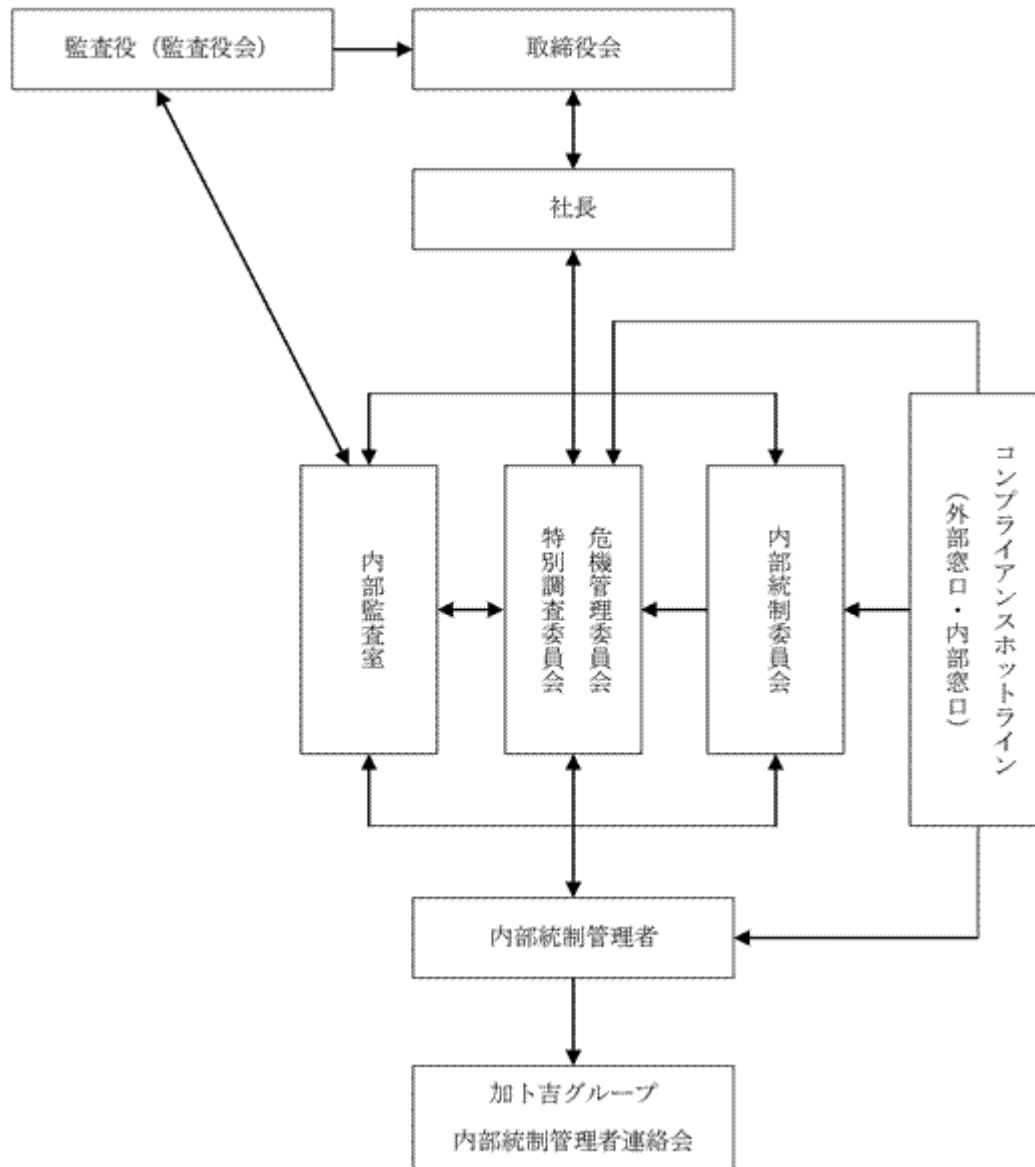 監査役（監査役会）
取締役会
社長
内部監査室
危機管理委員会
特別調査委員会
内部統制委員会
コンプライアンスホットライン
（外部窓口・内部窓口）
内部統制管理者
加ト吉グループ
内部統制管理者連絡会